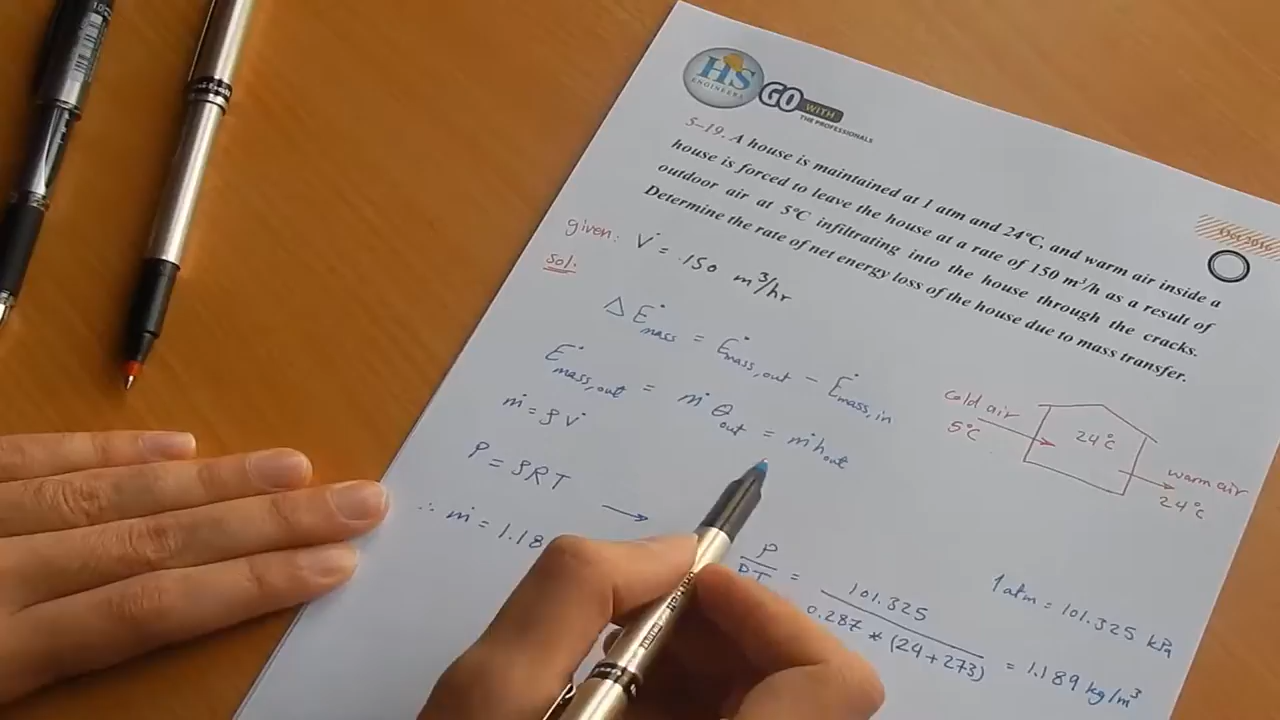 HS
ENGINEERS
GO WITH
THE PROFESSIONALS
5–19. A house is maintained at 1 atm and 24°C, and warm air inside a
house is forced to leave the house at a rate of 150 m³/h as a result of
outdoor air at 5°C infiltrating into the house through the cracks.
Determine the rate of net energy loss of the house due to mass transfer.
given: V̇ = 150 m³/hr
Sol.
ΔĖmass = Ėmass,out − Ėmass,in
Ėmass,out = ṁ θout = ṁhout
ṁ = ρV̇
P = ρRT →
P/RT = 101.325 / 0.287 * (24+273) = 1.189 kg/m³
1 atm = 101.325 kPa
∴ ṁ = 1.18
cold air
5°C
24°C
warm air
24°C